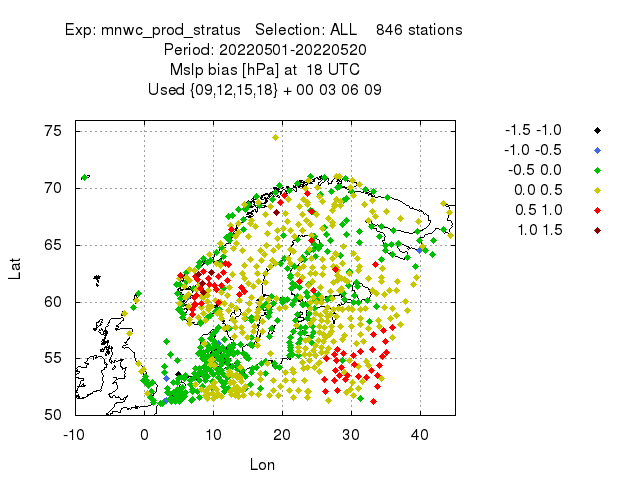 Exp: mnwc_prod_stratus   Selection: ALL    846 stations
Period: 20220501-20220520
Mslp bias [hPa] at  18 UTC
Used {09,12,15,18} + 00 03 06 09
-1.5 -1.0
-1.0 -0.5
-0.5 0.0
0.0 0.5
0.5 1.0
1.0 1.5
75
70
65
60
55
50
Lat
-10 0 10 20 30 40
Lon